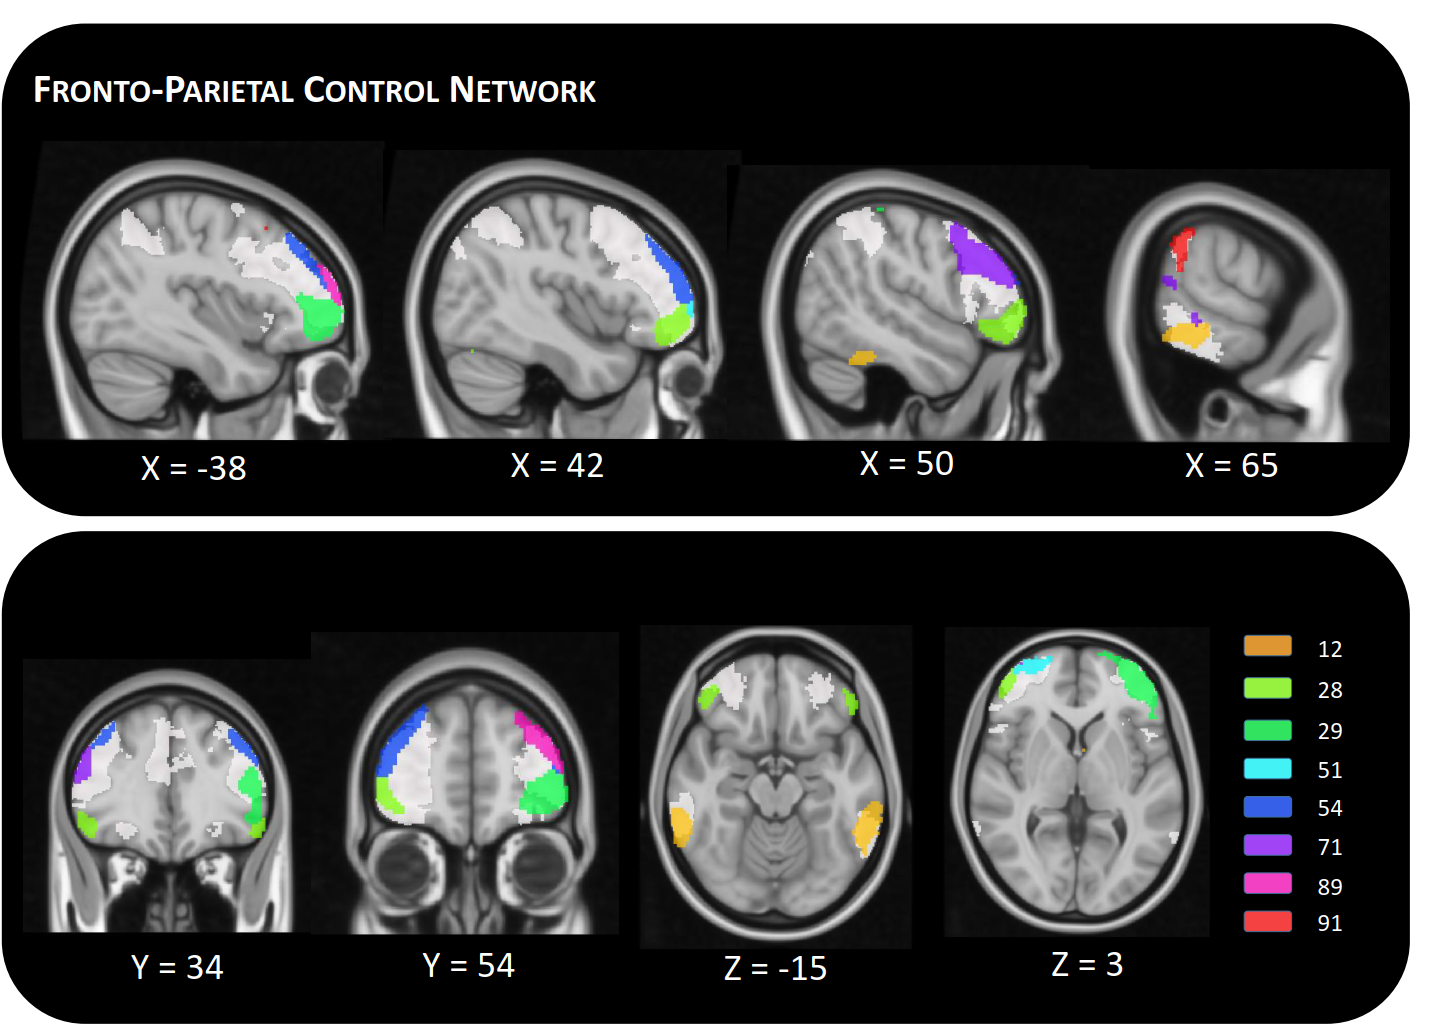 FRONTO-PARIETAL CONTROL NETWORK
X = -38
X = 42
X = 50
X = 65
12
28
29
51
54
71
89
91
Y = 34
Y = 54
Z = -15
Z = 3